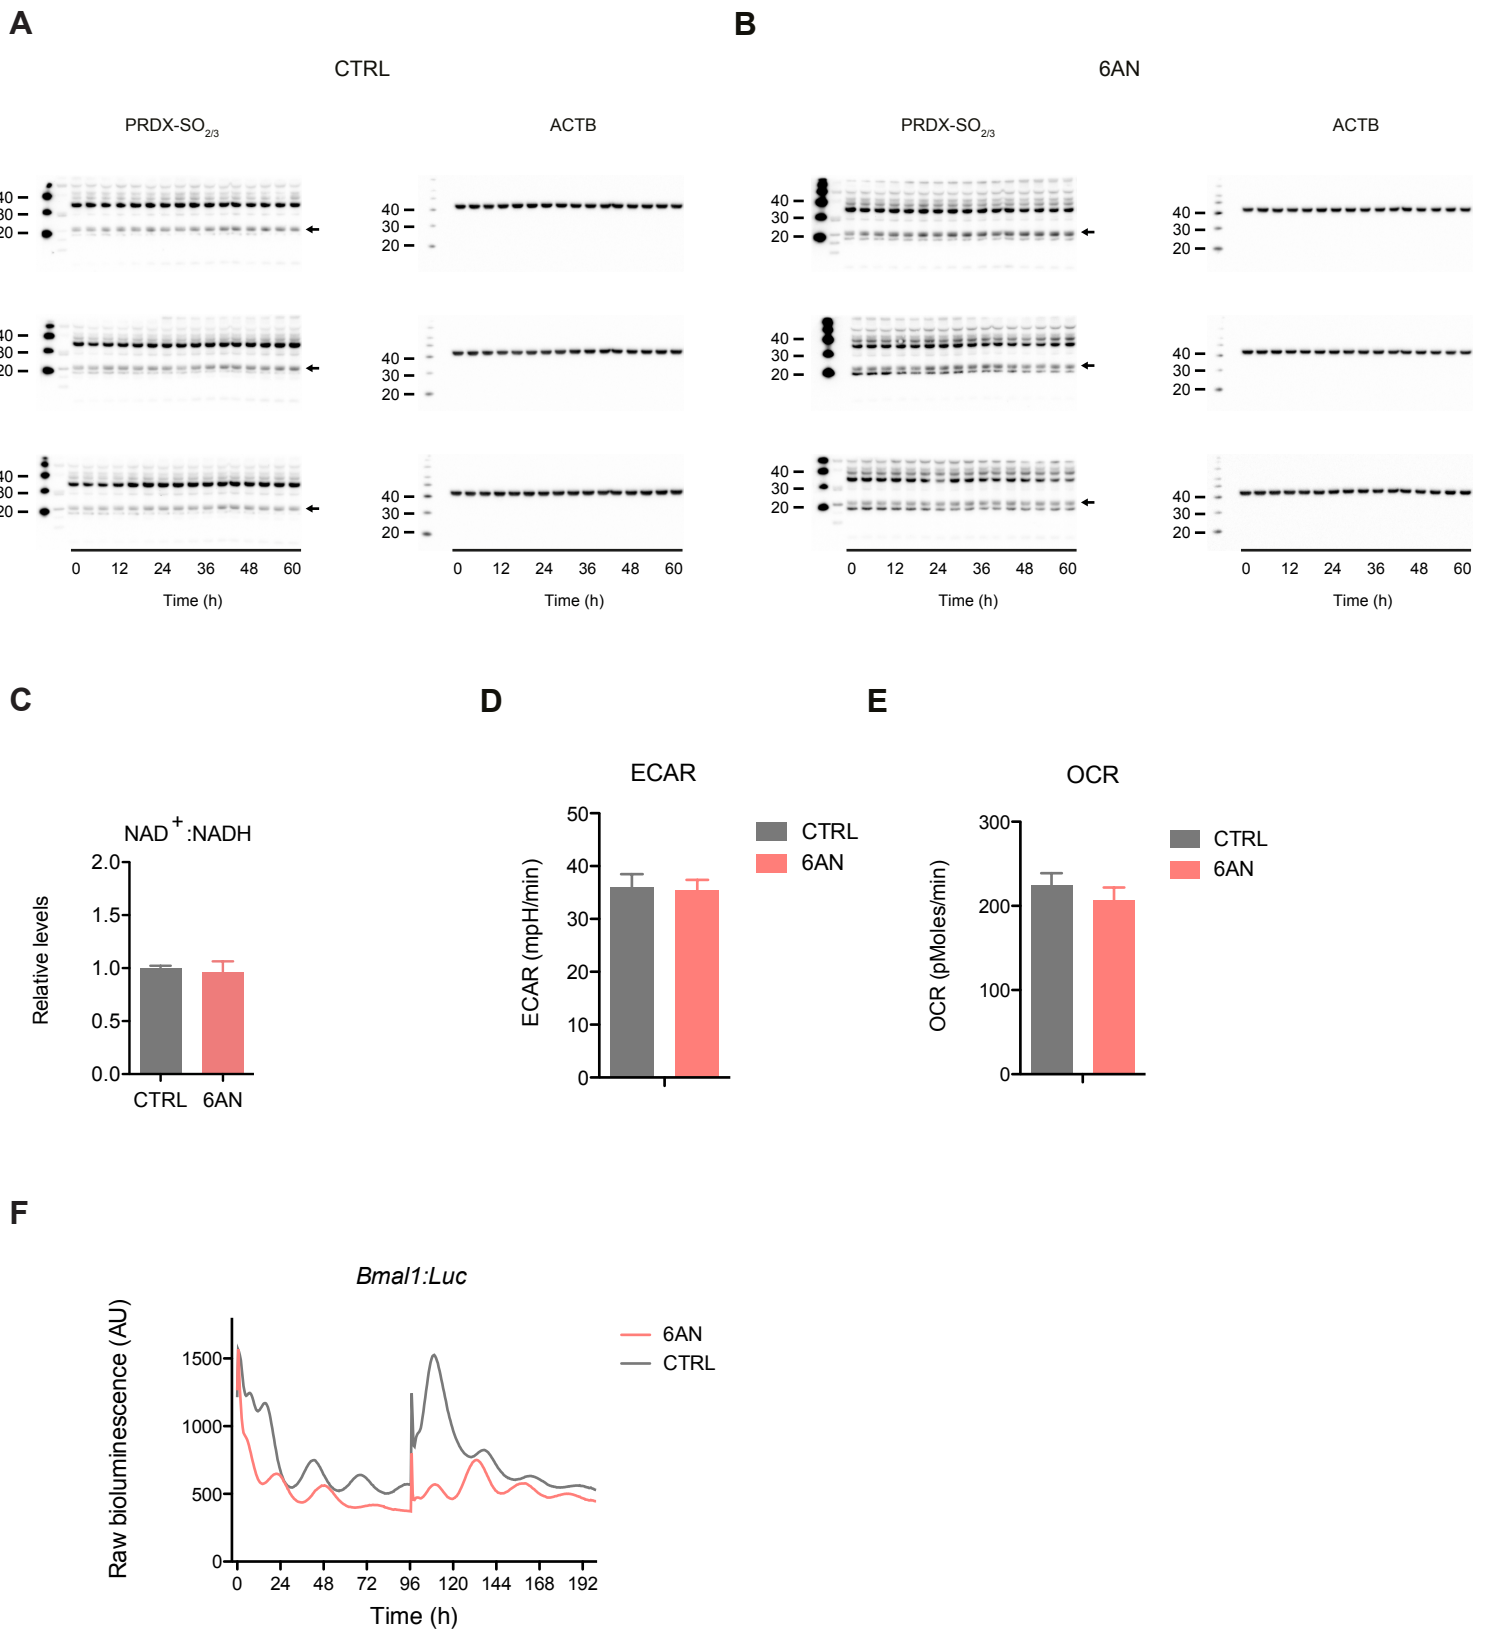 A
B
CTRL
6AN
PRDX-SO2/3
ACTB
PRDX-SO2/3
ACTB
40
30
20
40
30
20
40
30
20
40
30
20
40
30
20
40
30
20
40
30
20
40
30
20
40
30
20
40
30
20
40
30
20
40
30
20
0 12 24 36 48 60
0 12 24 36 48 60
0 12 24 36 48 60
0 12 24 36 48 60
Time (h)
Time (h)
Time (h)
Time (h)
C
D
E
NAD+:NADH
Relative levels
2.0
1.5
1.0
0.5
0.0
CTRL 6AN
ECAR
ECAR (mpH/min)
50
40
30
20
10
0
CTRL
6AN
OCR
OCR (pMoles/min)
300
200
100
0
CTRL
6AN
F
Bmal1:Luc
Raw bioluminescence (AU)
1500
1000
500
0
0 24 48 72 96 120 144 168 192
Time (h)
6AN
CTRL